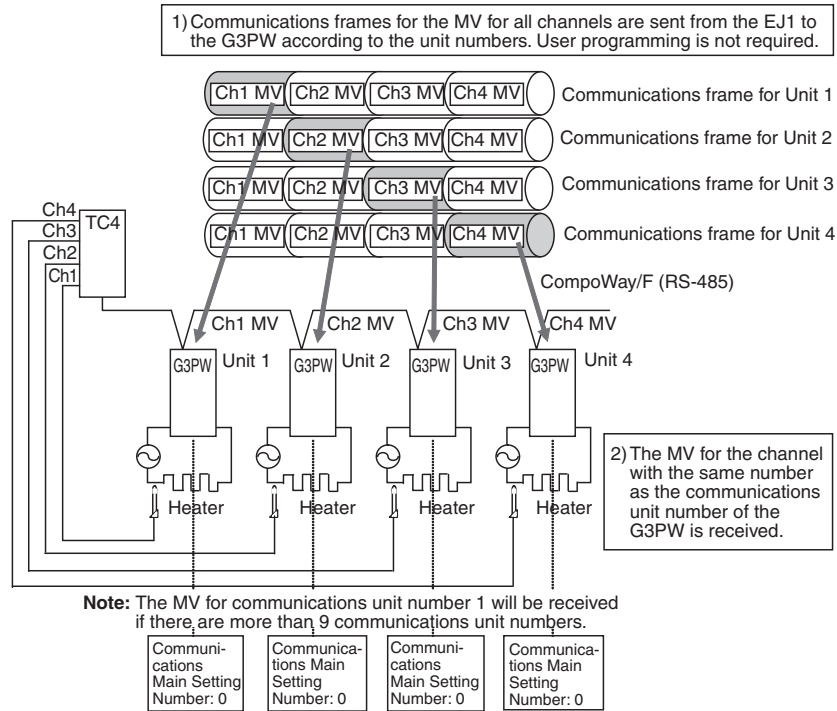 1) Communications frames for the MV for all channels are sent from the EJ1 to
the G3PW according to the unit numbers. User programming is not required.
Ch1 MV Ch2 MV Ch3 MV Ch4 MV Communications frame for Unit 1
Ch1 MV Ch2 MV Ch3 MV Ch4 MV Communications frame for Unit 2
Ch1 MV Ch2 MV Ch3 MV Ch4 MV Communications frame for Unit 3
Ch1 MV Ch2 MV Ch3 MV Ch4 MV Communications frame for Unit 4
Ch4
Ch3
Ch2
Ch1
TC4
CompoWay/F (RS-485)
Ch1 MV Ch2 MV Ch3 MV Ch4 MV
G3PW Unit 1 G3PW Unit 2 G3PW Unit 3 G3PW Unit 4
Heater Heater Heater Heater
2) The MV for the channel
with the same number
as the communications
unit number of the
G3PW is received.
Note: The MV for communications unit number 1 will be received
if there are more than 9 communications unit numbers.
Communi-
cations
Main Setting
Number: 0
Communica-
tions Main
Setting
Number: 0
Communi-
cations
Main Setting
Number: 0
Communica-
tions Main
Setting
Number: 0